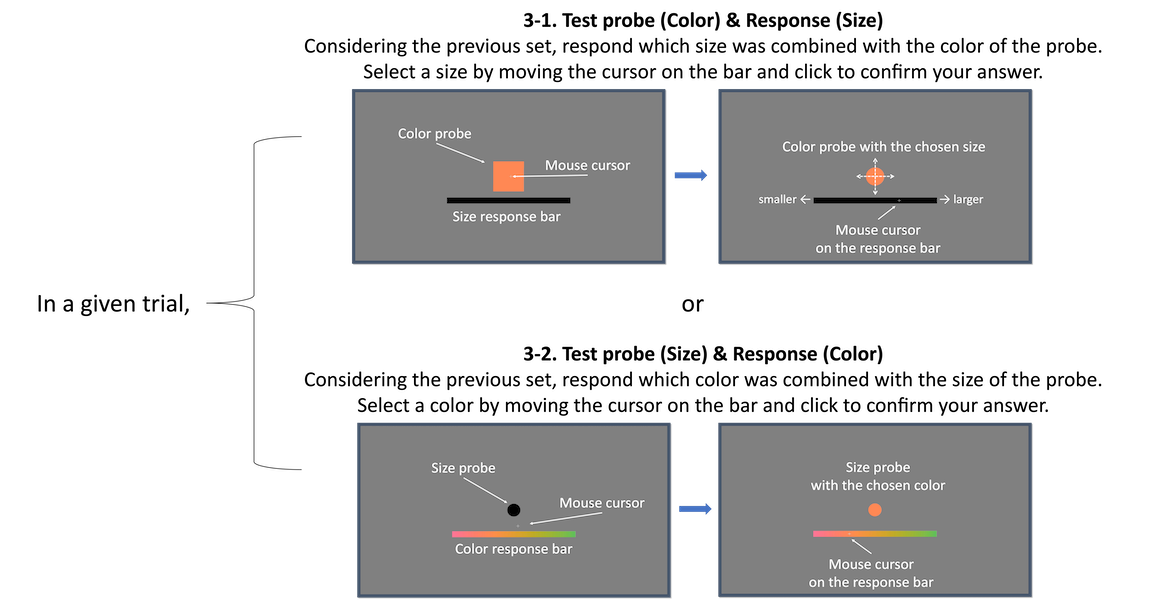 3-1. Test probe (Color) & Response (Size)
Considering the previous set, respond which size was combined with the color of the probe.
Select a size by moving the cursor on the bar and click to confirm your answer.
Color probe
Mouse cursor
Size response bar
Color probe with the chosen size
smaller ←
→ larger
Mouse cursor
on the response bar
In a given trial,
or
3-2. Test probe (Size) & Response (Color)
Considering the previous set, respond which color was combined with the size of the probe.
Select a color by moving the cursor on the bar and click to confirm your answer.
Size probe
Mouse cursor
Color response bar
Size probe
with the chosen color
Mouse cursor
on the response bar